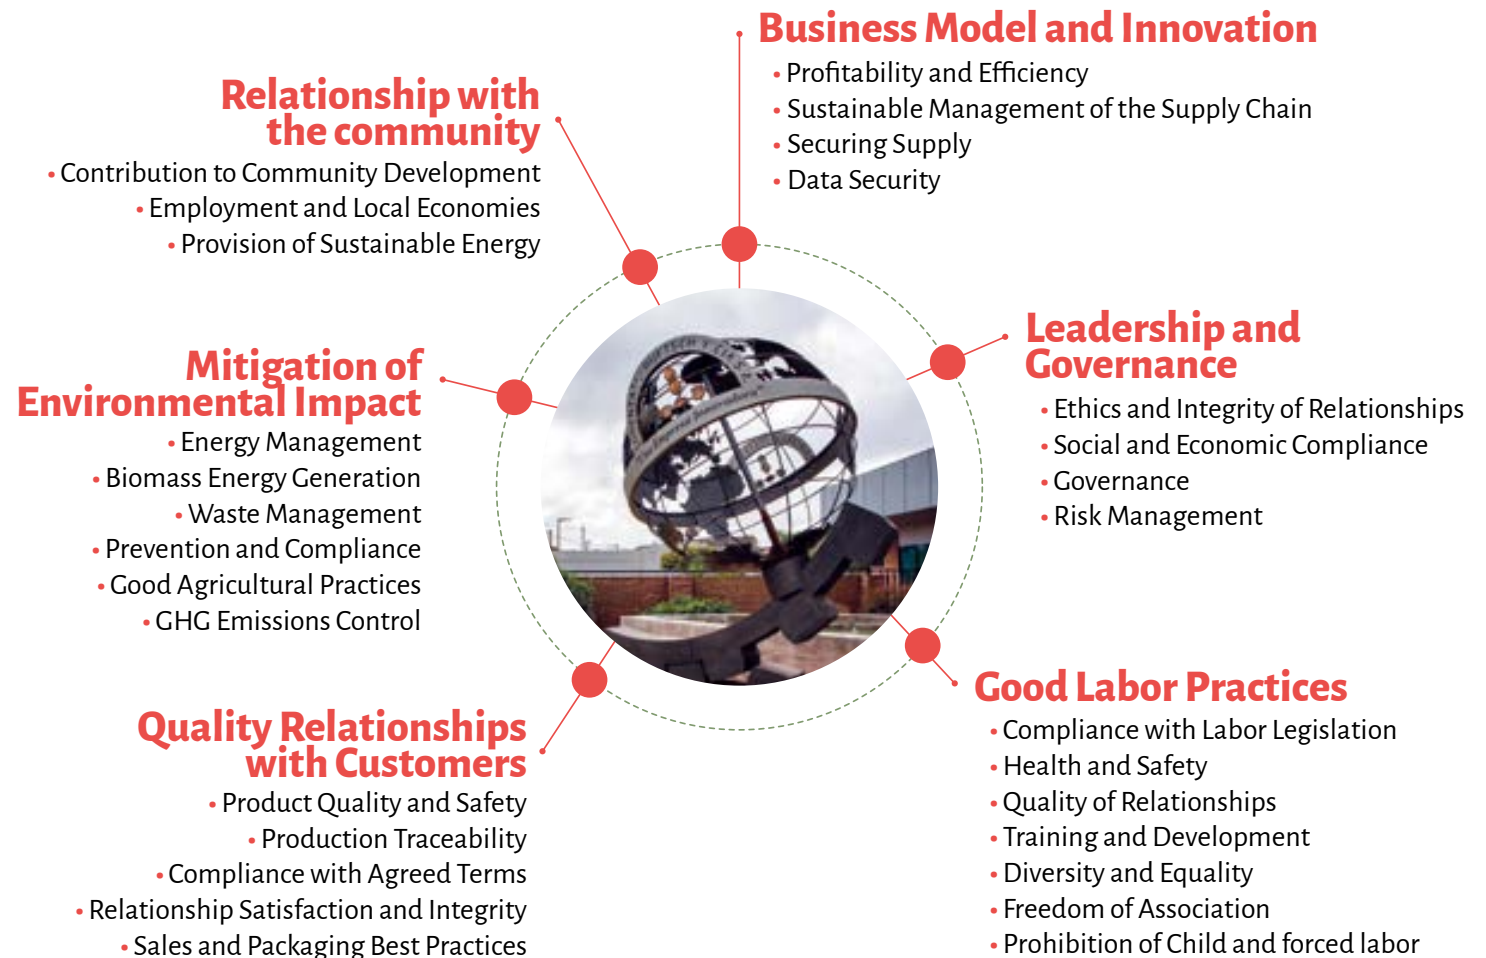 Business Model and Innovation
• Profitability and Efficiency
• Sustainable Management of the Supply Chain
• Securing Supply
• Data Security
Relationship with
the community
• Contribution to Community Development
• Employment and Local Economies
• Provision of Sustainable Energy
Leadership and
Governance
• Ethics and Integrity of Relationships
• Social and Economic Compliance
• Governance
• Risk Management
Mitigation of
Environmental Impact
• Energy Management
• Biomass Energy Generation
• Waste Management
• Prevention and Compliance
• Good Agricultural Practices
• GHG Emissions Control
Good Labor Practices
• Compliance with Labor Legislation
• Health and Safety
• Quality of Relationships
• Training and Development
• Diversity and Equality
• Freedom of Association
• Prohibition of Child and forced labor
Quality Relationships
with Customers
• Product Quality and Safety
• Production Traceability
• Compliance with Agreed Terms
• Relationship Satisfaction and Integrity
• Sales and Packaging Best Practices